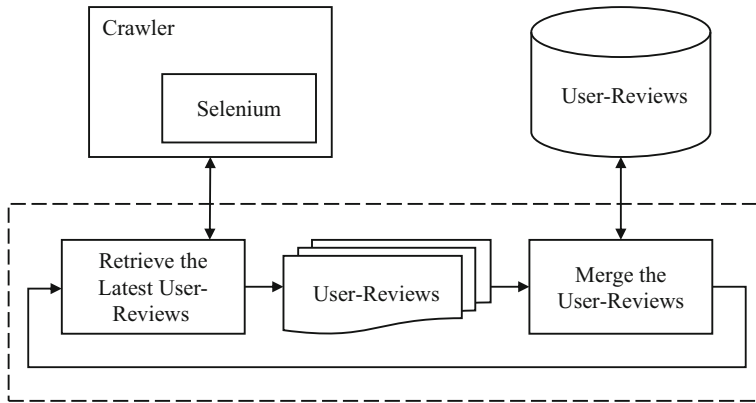 Crawler
Selenium
User-Reviews
Retrieve the
Latest User-
Reviews
User-Reviews
Merge the
User-Reviews